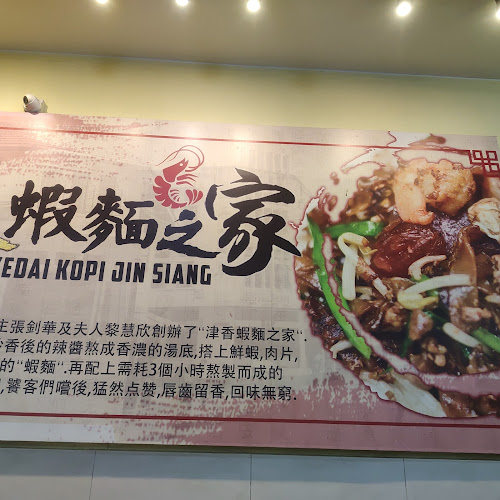 蝦麵之家
KEDAI KOPI JIN SIANG
主張釗華及夫人黎慧欣創辦了"津香蝦麵之家".
炒香後的辣醬熬成香濃的湯底,搭上鮮蝦,肉片,
的"蝦麵".再配上需耗3個小時熬製而成的
,饕客們嚐後,猛然点赞,唇齒留香,回味無窮.